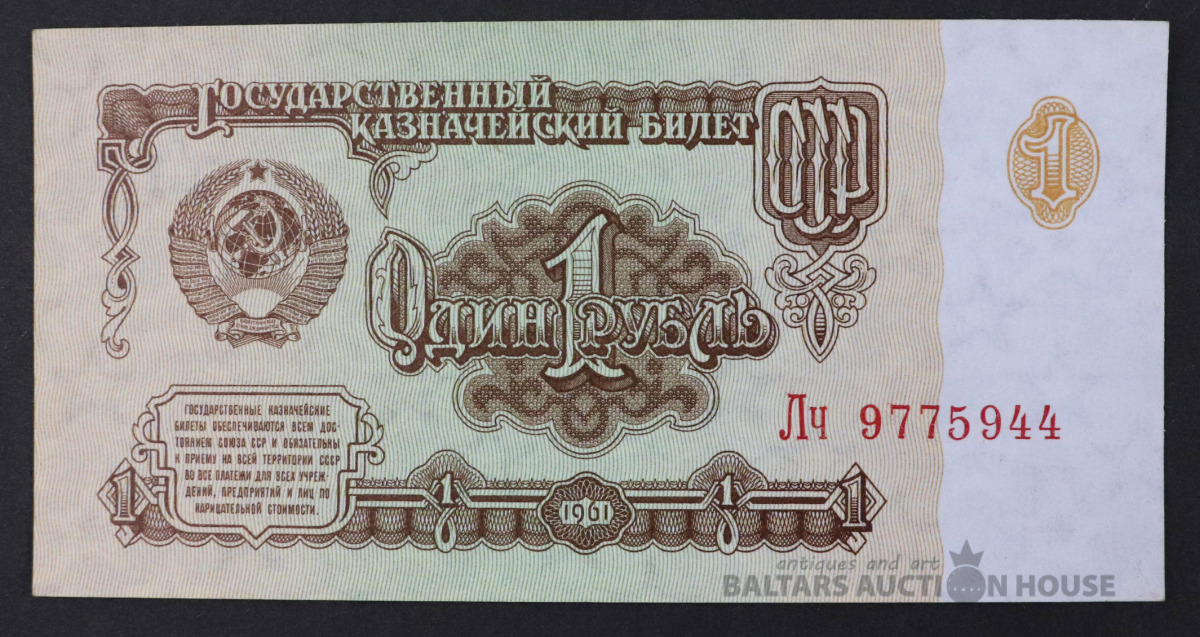 ГОСУДАРСТВЕННЫЙ
КАЗНАЧЕЙСКИЙ БИЛЕТ
СССР
1
1
ОДИН РУБЛЬ
Лч 9775944
ГОСУДАРСТВЕННЫЕ КАЗНАЧЕЙСКИЕ
БИЛЕТЫ ОБЕСПЕЧИВАЮТСЯ ВСЕМ ДОС-
ТОЯНИЕМ СОЮЗА ССР И ОБЯЗАТЕЛЬНЫ
К ПРИЕМУ НА ВСЕЙ ТЕРРИТОРИИ СССР
ВО ВСЕ ПЛАТЕЖИ ДЛЯ ВСЕХ УЧРЕЖ-
ДЕНИЙ, ПРЕДПРИЯТИЙ И ЛИЦ ПО
НАРИЦАТЕЛЬНОЙ СТОИМОСТИ.
1 1 1961 1 1
antiques and art
BALTARS AUCTION HOUSE